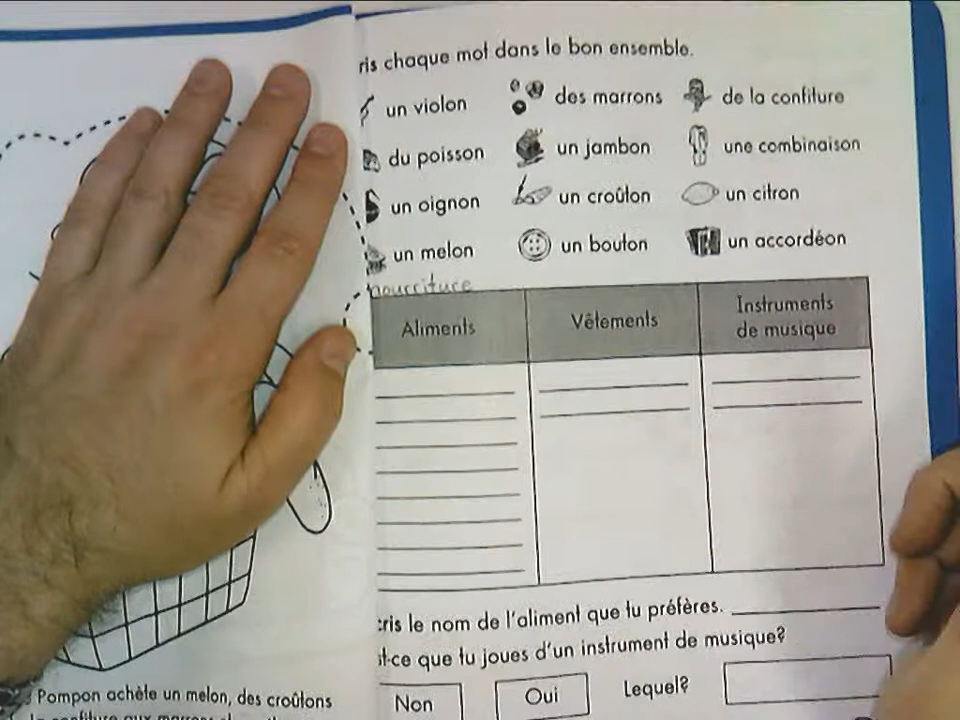 ris chaque mot dans le bon ensemble.
un violon des marrons de la confiture
du poisson un jambon une combinaison
un oignon un croûton un citron
un melon un bouton un accordéon
nourriture
Aliments Vêtements Instruments
de musique
cris le nom de l'aliment que tu préfères.
st-ce que tu joues d'un instrument de musique?
Non Oui Lequel?
Pompon achète un melon, des croûtons